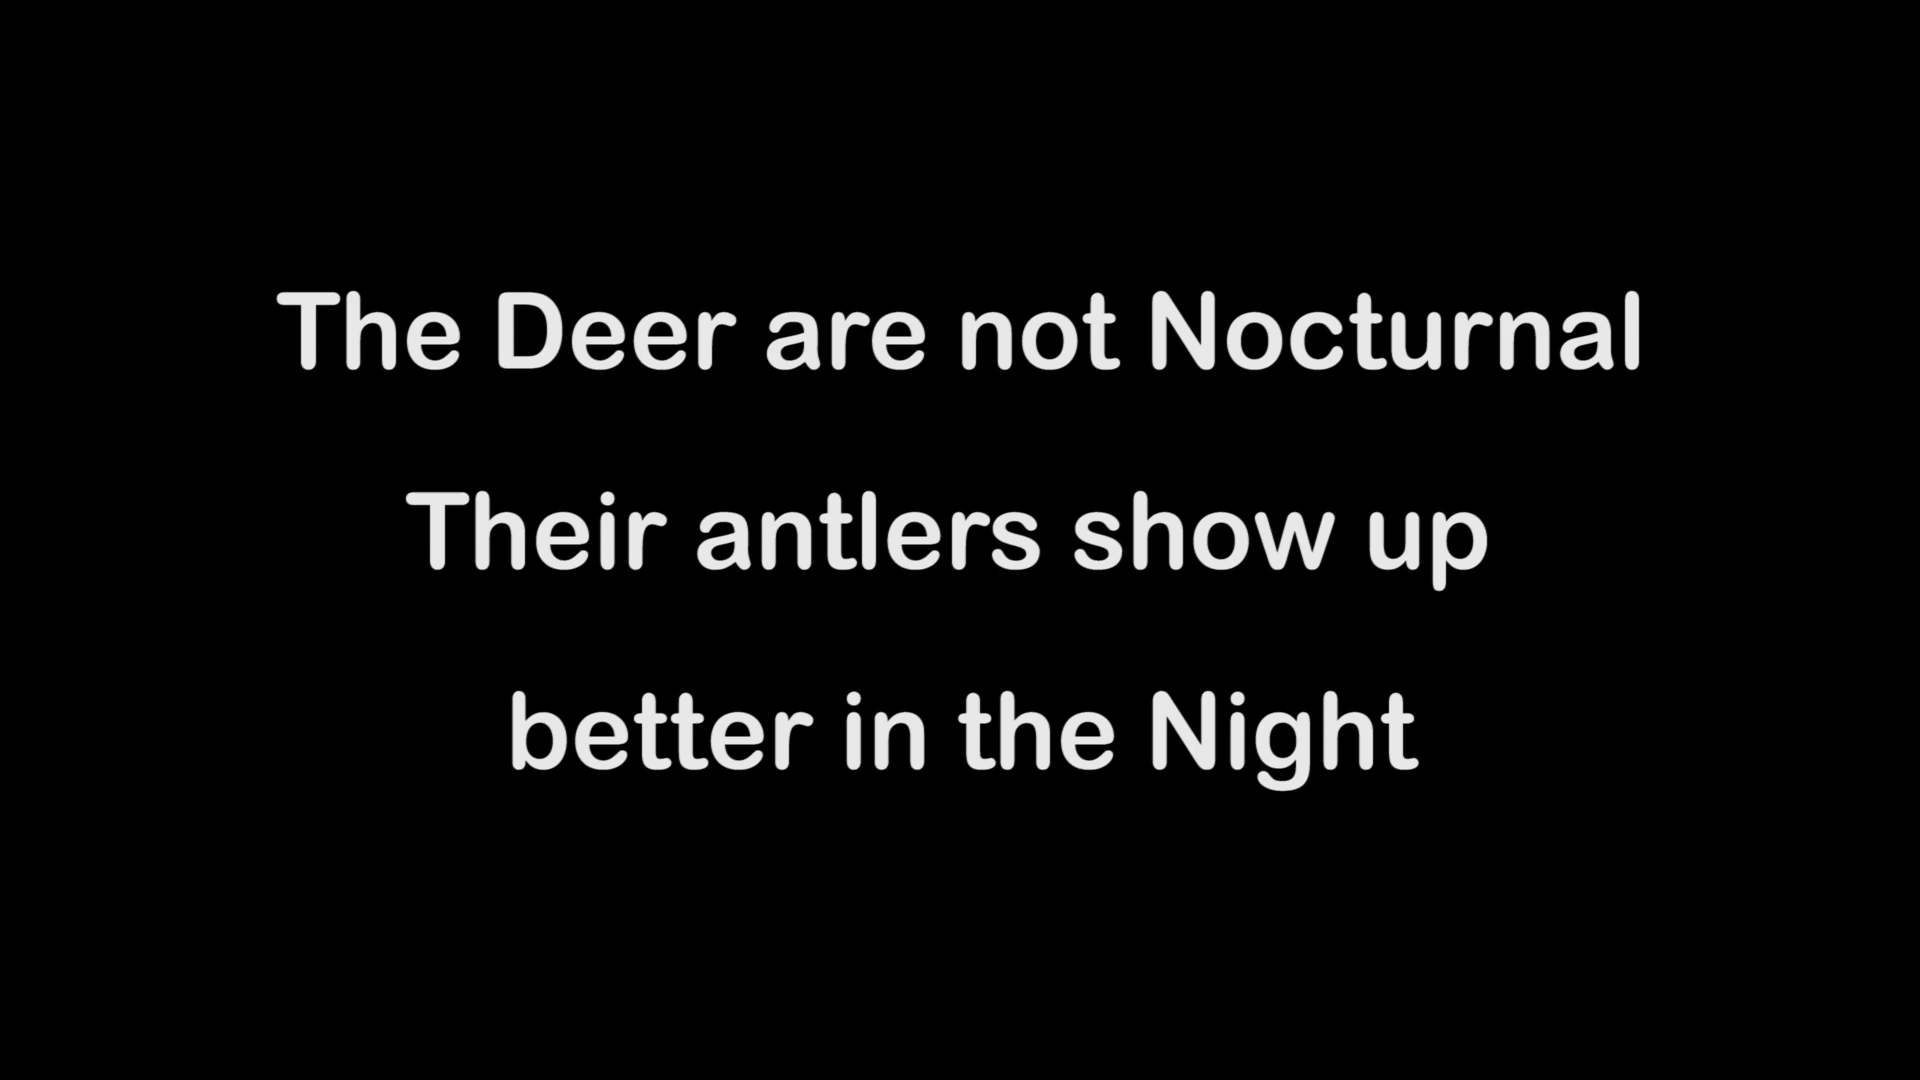 The Deer are not Nocturnal
Their antlers show up
better in the Night